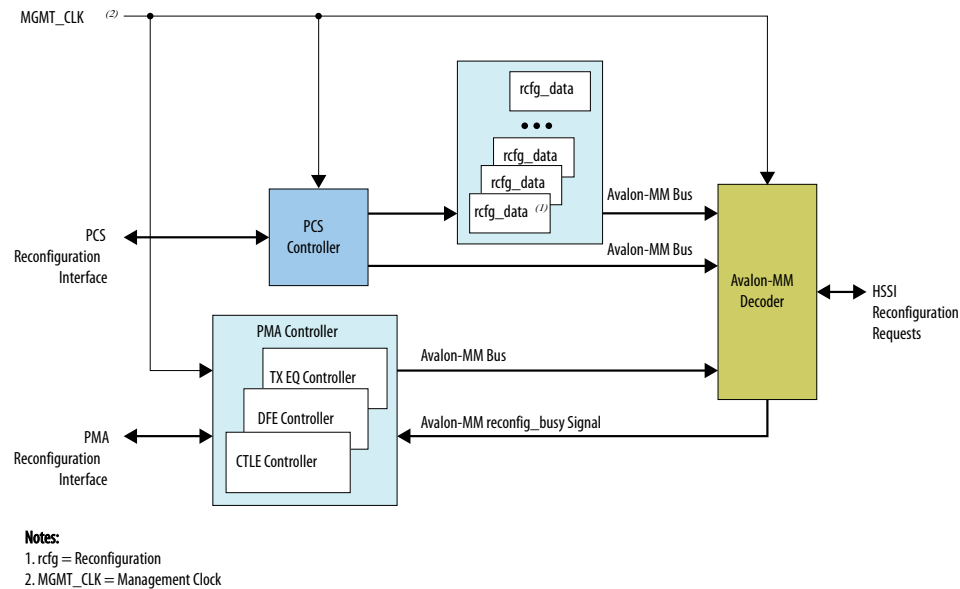 MGMT_CLK (2)
rcfg_data
rcfg_data
rcfg_data
rcfg_data (1)
Avalon-MM Bus
PCS
Reconfiguration
Interface
PCS
Controller
Avalon-MM Bus
Avalon-MM
Decoder
HSSI
Reconfiguration
Requests
PMA Controller
TX EQ Controller
DFE Controller
CTLE Controller
Avalon-MM Bus
Avalon-MM reconfig_busy Signal
PMA
Reconfiguration
Interface
Notes:
1. rcfg = Reconfiguration
2. MGMT_CLK = Management Clock